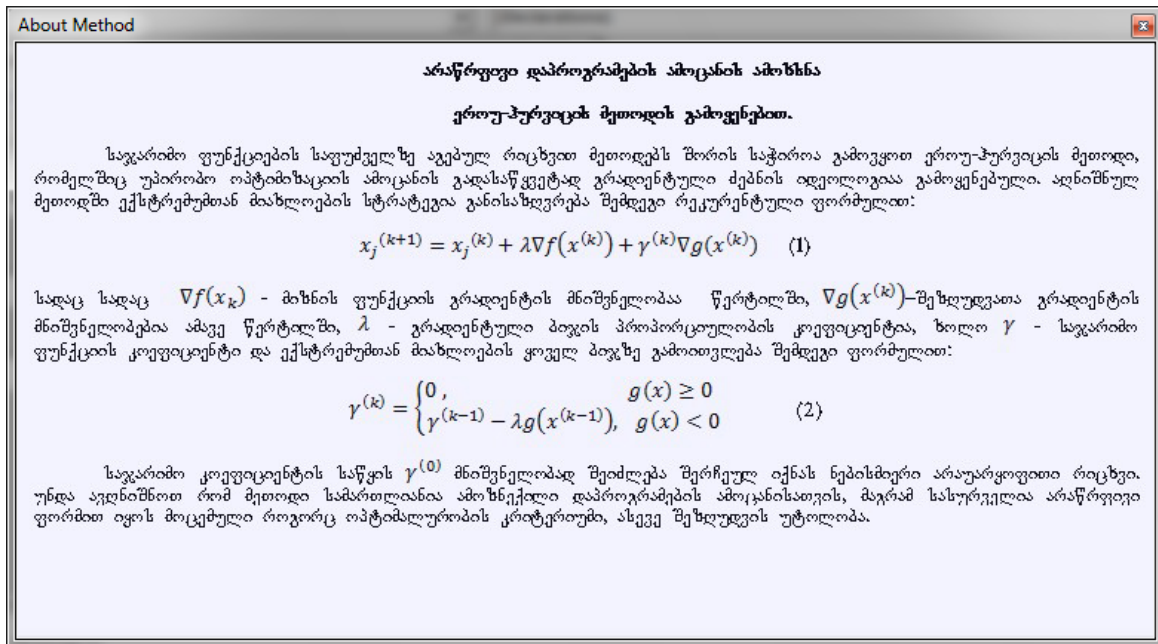 About Method
არაწრფივი დაპროგრამების ამოცანის ამოხსნა
ეროუ-ჰურვიცის მეთოდის გამოყენებით.
საჯარიმო ფუნქციების საფუძველზე აგებულ რიცხვით მეთოდებს შორის საჭიროა გამოვყოთ ეროუ-ჰურვიცის მეთოდი,
რომელშიც უპირობო ოპტიმიზაციის ამოცანის გადასაწყვეტად გრადიენტული ძებნის იდეოლოგიაა გამოყენებული. აღნიშნულ
მეთოდში ექსტრემუმთან მიახლოების სტრატეგია განისაზღვრება შემდეგი რეკურენტული ფორმულით:
x_j^{(k+1)} = x_j^{(k)} + λ∇f(x^{(k)}) + γ^{(k)}∇g(x^{(k)}) (1)
სადაც სადაც ∇f(x_k) - მიზნის ფუნქციის გრადიენტის მნიშვნელობაა წერტილში, ∇g(x^{(k)})–შეზღუდვათა გრადიენტის
მნიშვნელობებია ამავე წერტილში, λ - გრადიენტული ბიჯის პროპორციულობის კოეფიციენტია, ხოლო γ - საჯარიმო
ფუნქციის კოეფიციენტი და ექსტრემუმთან მიახლოების ყოველ ბიჯზე გამოითვლება შემდეგი ფორმულით:
γ^{(k)} = {0 , g(x) ≥ 0
γ^{(k-1)} − λg(x^{(k-1)}), g(x) < 0 (2)
საჯარიმო კოეფიციენტის საწყის γ^{(0)} მნიშვნელობად შეიძლება შერჩეულ იქნას ნებისმიერი არაუარყოფითი რიცხვი.
უნდა ავღნიშნოთ რომ მეთოდი სამართლიანია ამოზნექილი დაპროგრამების ამოცანისათვის, მაგრამ სასურველია არაწრფივი
ფორმით იყოს მოცემული როგორც ოპტიმალურობის კრიტერიუმი, ასევე შეზღუდვის უტოლობა.